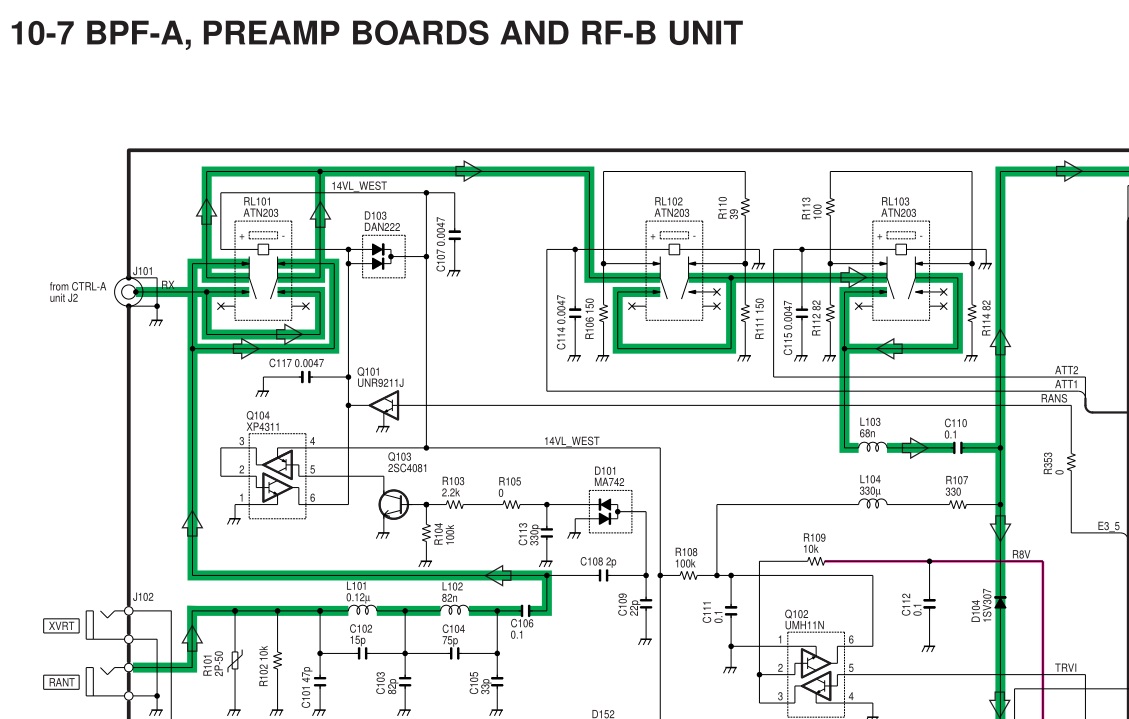 10-7 BPF-A, PREAMP BOARDS AND RF-B UNIT
14VL_WEST
RL101
ATN203
+ -
D103
DAN222
C107 0.0047
RL102
ATN203
+ -
R110
39
R113
100
RL103
ATN203
+ -
J101
from CTRL-A
unit J2
RX
C114 0.0047
R106 150
R111 150
C115 0.0047
R112 82
R114 82
C117 0.0047
Q101
UNR9211J
ATT2
ATT1
RANS
Q104
XP4311
3
4
2
5
1
6
14VL_WEST
Q103
2SC4081
R103
2.2k
R105
0
D101
MA742
R104
100k
C113
330p
L103
68n
C110
0.1
L104
330µ
R107
330
R353
0
E3_5
C108 2p
R108
100k
R109
10k
R8V
C109
22p
C111
0.1
C112
0.1
D104
1SV307
Q102
UMH11N
1
6
2
5
3
4
TRVI
J102
XVRT
RANT
L101
0.12µ
L102
82n
C106
0.1
R101
2P-50
R102 10k
C102
15p
C104
75p
C101 47p
C103
82p
C105
33p
D152